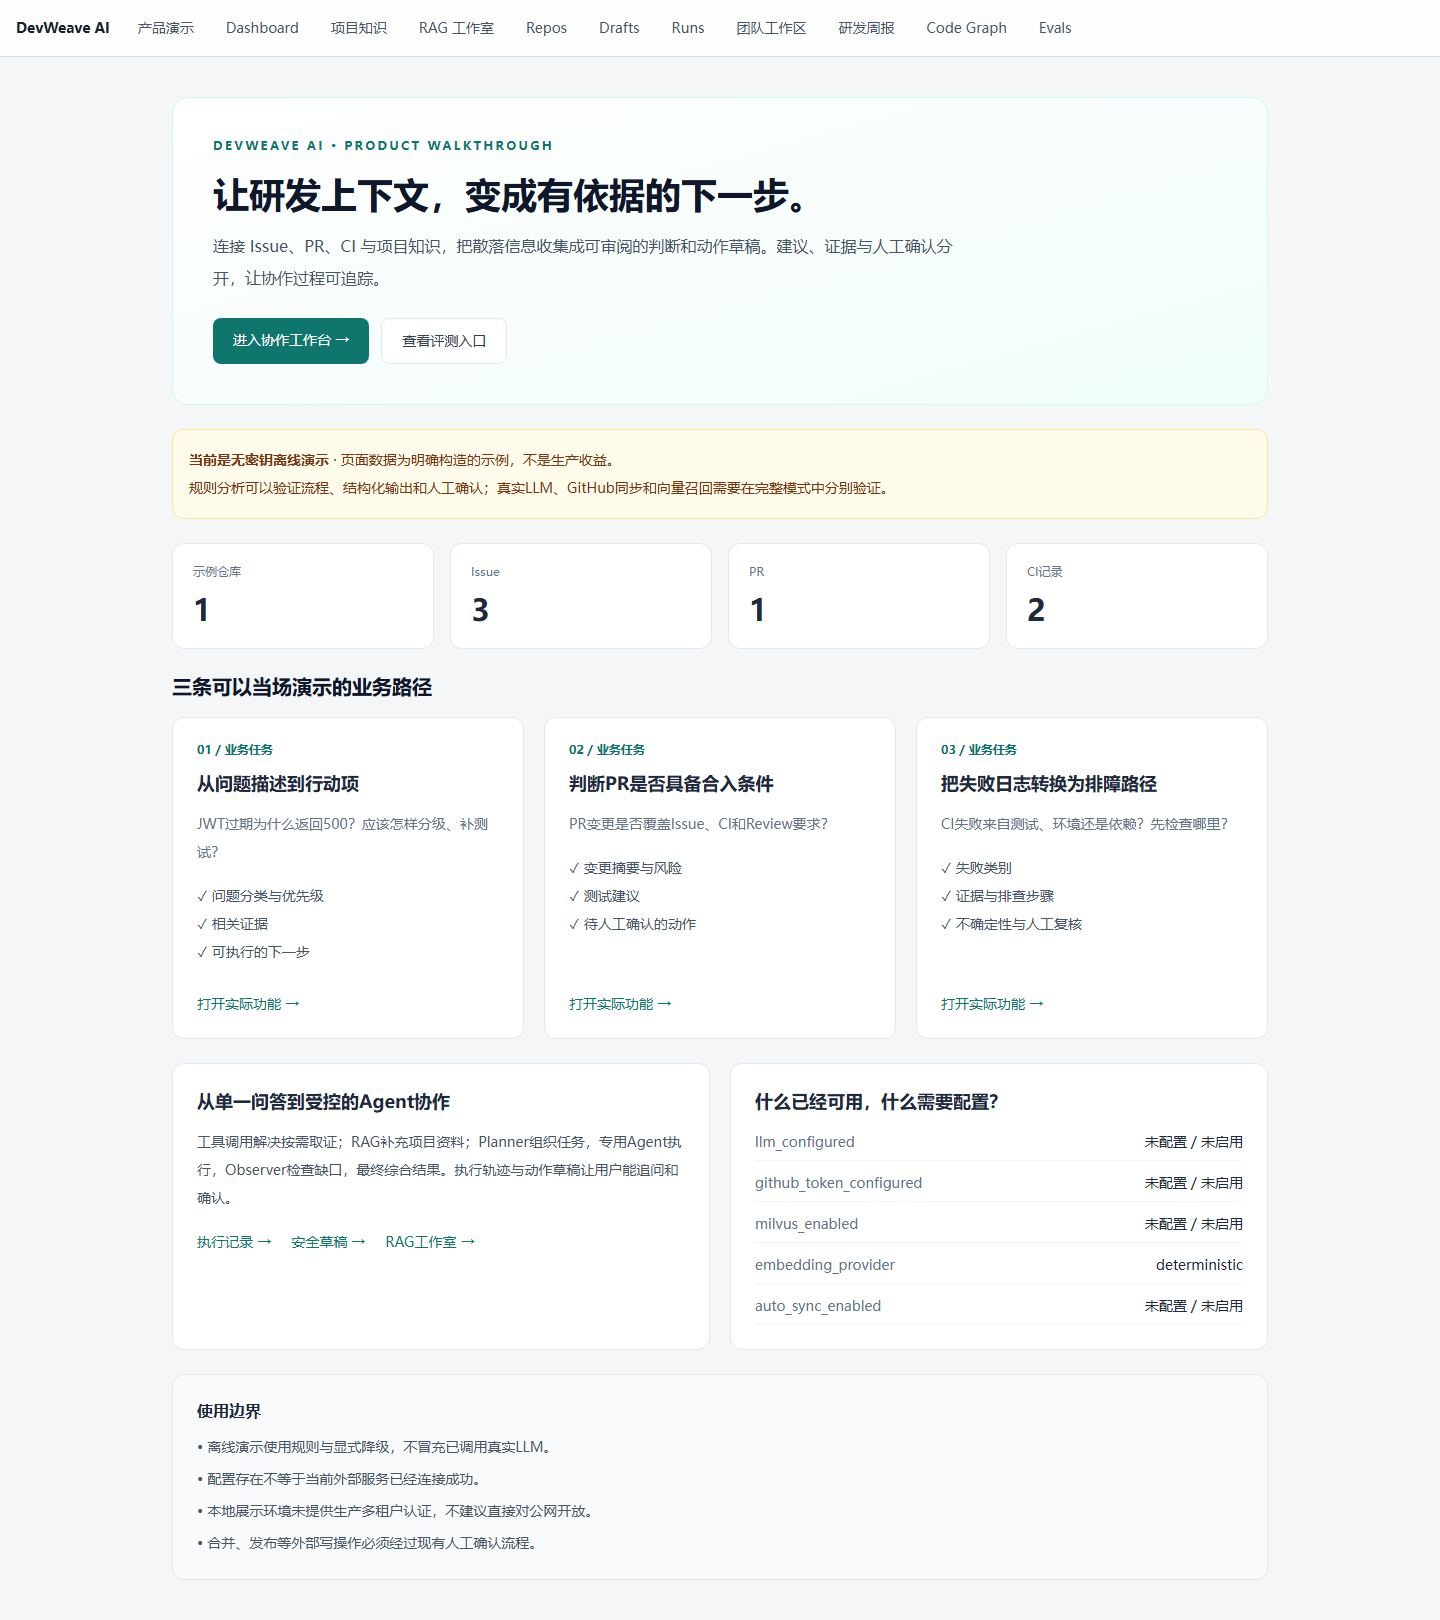 DevWeave AI 产品演示 Dashboard 项目知识 RAG 工作室 Repos Drafts Runs 团队工作区 研发周报 Code Graph Evals
DEVWEAVE AI • PRODUCT WALKTHROUGH
让研发上下文，变成有依据的下一步。
连接 Issue、PR、CI 与项目知识，把散落信息收集成可审阅的判断和动作草稿。建议、证据与人工确认分
开，让协作过程可追踪。
进入协作工作台 → 查看评测入口
当前是无密钥离线演示 · 页面数据为明确构造的示例，不是生产收益。
规则分析可以验证流程、结构化输出和人工确认；真实LLM、GitHub同步和向量召回需要在完整模式中分别验证。
示例仓库
1
Issue
3
PR
1
CI记录
2
三条可以当场演示的业务路径
01 / 业务任务
从问题描述到行动项
JWT过期为什么返回500？应该怎样分级、补测
试？
✓ 问题分类与优先级
✓ 相关证据
✓ 可执行的下一步
打开实际功能 →
02 / 业务任务
判断PR是否具备合入条件
PR变更是否覆盖Issue、CI和Review要求？
✓ 变更摘要与风险
✓ 测试建议
✓ 待人工确认的动作
打开实际功能 →
03 / 业务任务
把失败日志转换为排障路径
CI失败来自测试、环境还是依赖？先检查哪里？
✓ 失败类别
✓ 证据与排查步骤
✓ 不确定性与人工复核
打开实际功能 →
从单一问答到受控的Agent协作
工具调用解决按需取证；RAG补充项目资料；Planner组织任务，专用Agent执
行，Observer检查缺口，最终综合结果。执行轨迹与动作草稿让用户能追问和
确认。
执行记录 → 安全草稿 → RAG工作室 →
什么已经可用，什么需要配置？
llm_configured 未配置 / 未启用
github_token_configured 未配置 / 未启用
milvus_enabled 未配置 / 未启用
embedding_provider deterministic
auto_sync_enabled 未配置 / 未启用
使用边界
• 离线演示使用规则与显式降级，不冒充已调用真实LLM。
• 配置存在不等于当前外部服务已经连接成功。
• 本地展示环境未提供生产多租户认证，不建议直接对公网开放。
• 合并、发布等外部写操作必须经过现有人工确认流程。